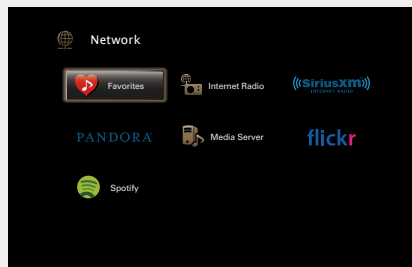 Network
Favorites
Internet Radio
((SiriusXM))
INTERNET RADIO
PANDORA
Media Server
flickr
Spotify